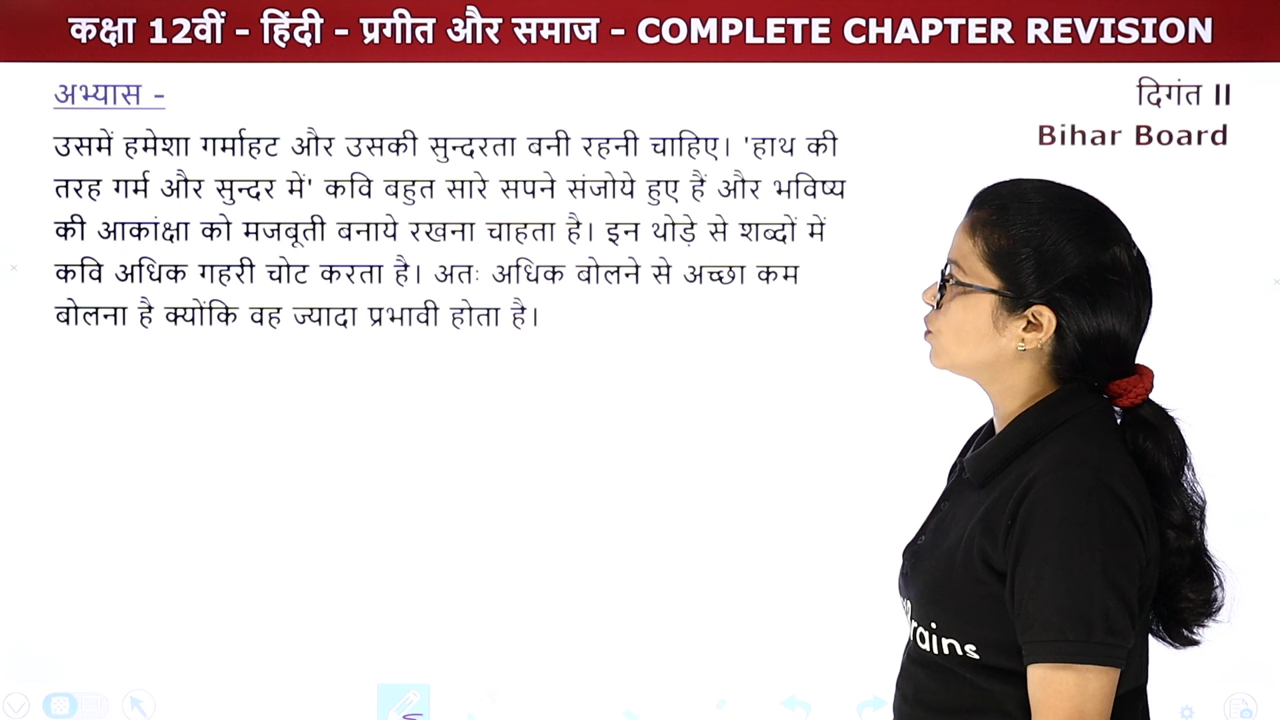 कक्षा 12वीं - हिंदी - प्रगीत और समाज - COMPLETE CHAPTER REVISION
अभ्यास -
दिगंत II
Bihar Board
उसमें हमेशा गर्माहट और उसकी सुन्दरता बनी रहनी चाहिए। 'हाथ की
तरह गर्म और सुन्दर में' कवि बहुत सारे सपने संजोये हुए हैं और भविष्य
की आकांक्षा को मजबूती बनाये रखना चाहता है। इन थोड़े से शब्दों में
कवि अधिक गहरी चोट करता है। अतः अधिक बोलने से अच्छा कम
बोलना है क्योंकि वह ज्यादा प्रभावी होता है।